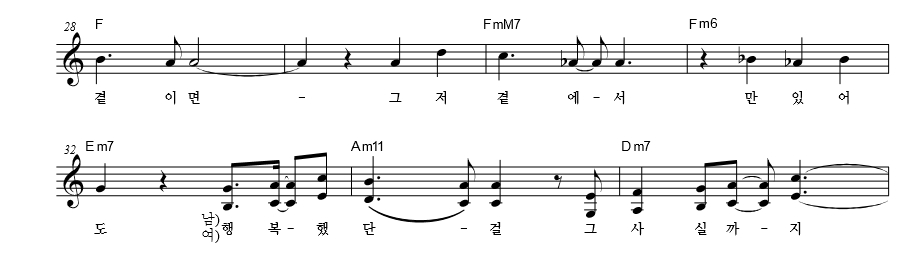 28 F FmM7 Fm6
곁 이 면 - 그 저 곁 에 - 서 만 있 어
32 Em7 Am11 Dm7
도 남) 행 복 - 했 단 - 걸 그 사 실 까 - 지
여)